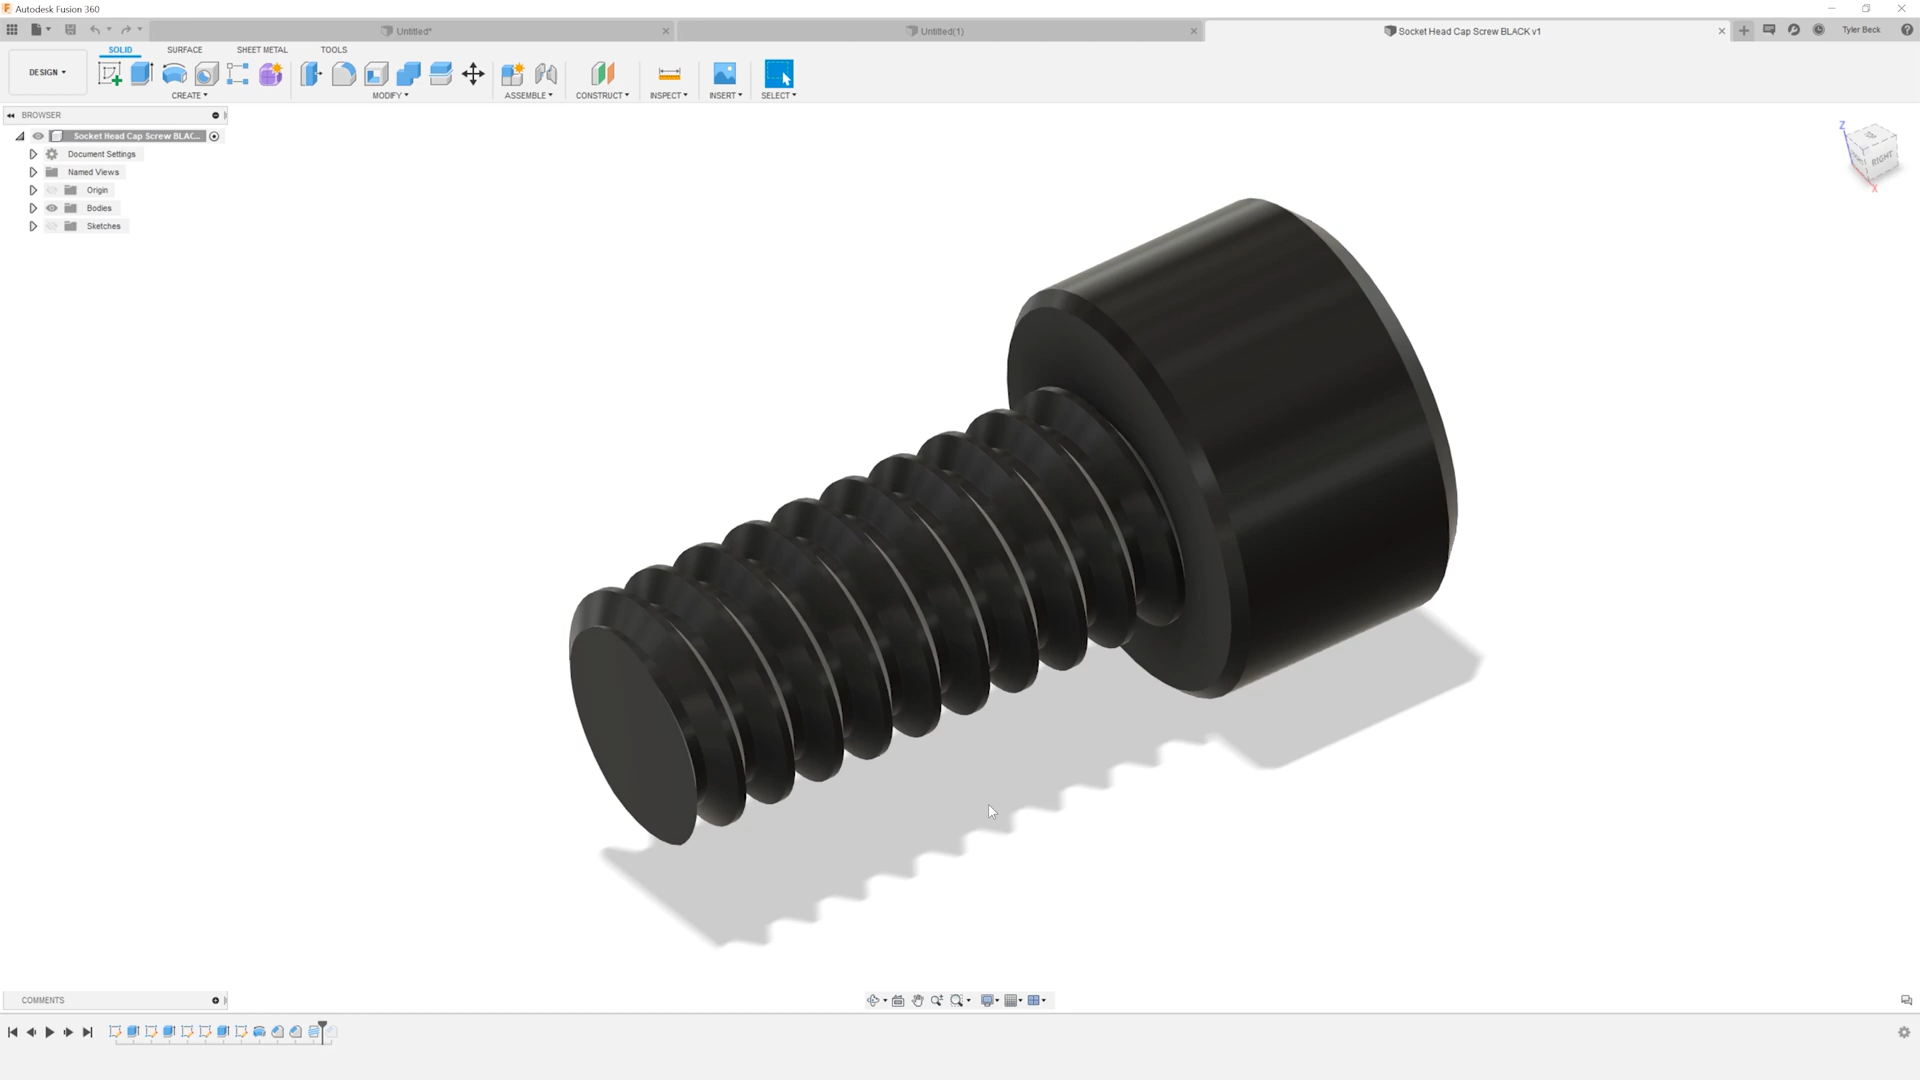 Autodesk Fusion 360
Untitled*
Untitled(1)
Socket Head Cap Screw BLACK v1
Tyler Beck
SOLID SURFACE SHEET METAL TOOLS
DESIGN
CREATE MODIFY ASSEMBLE CONSTRUCT INSPECT INSERT SELECT
BROWSER
Socket Head Cap Screw BLAC...
Document Settings
Named Views
Origin
Bodies
Sketches
Z
RIGHT
X
COMMENTS